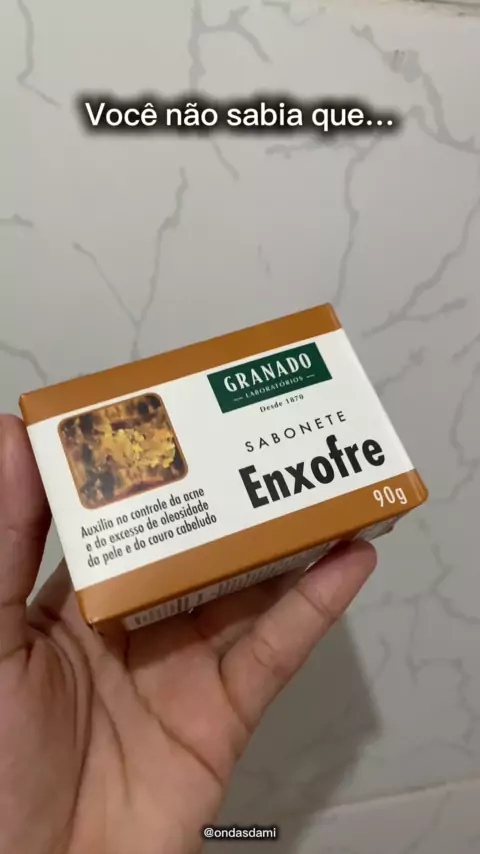 Você não sabia que...
GRANADO
LABORATÓRIOS
Desde 1870
SABONETE
Enxofre
90g
Auxilia no controle da acne
e do excesso de oleosidade
da pele e do couro cabeludo
@ondasdami